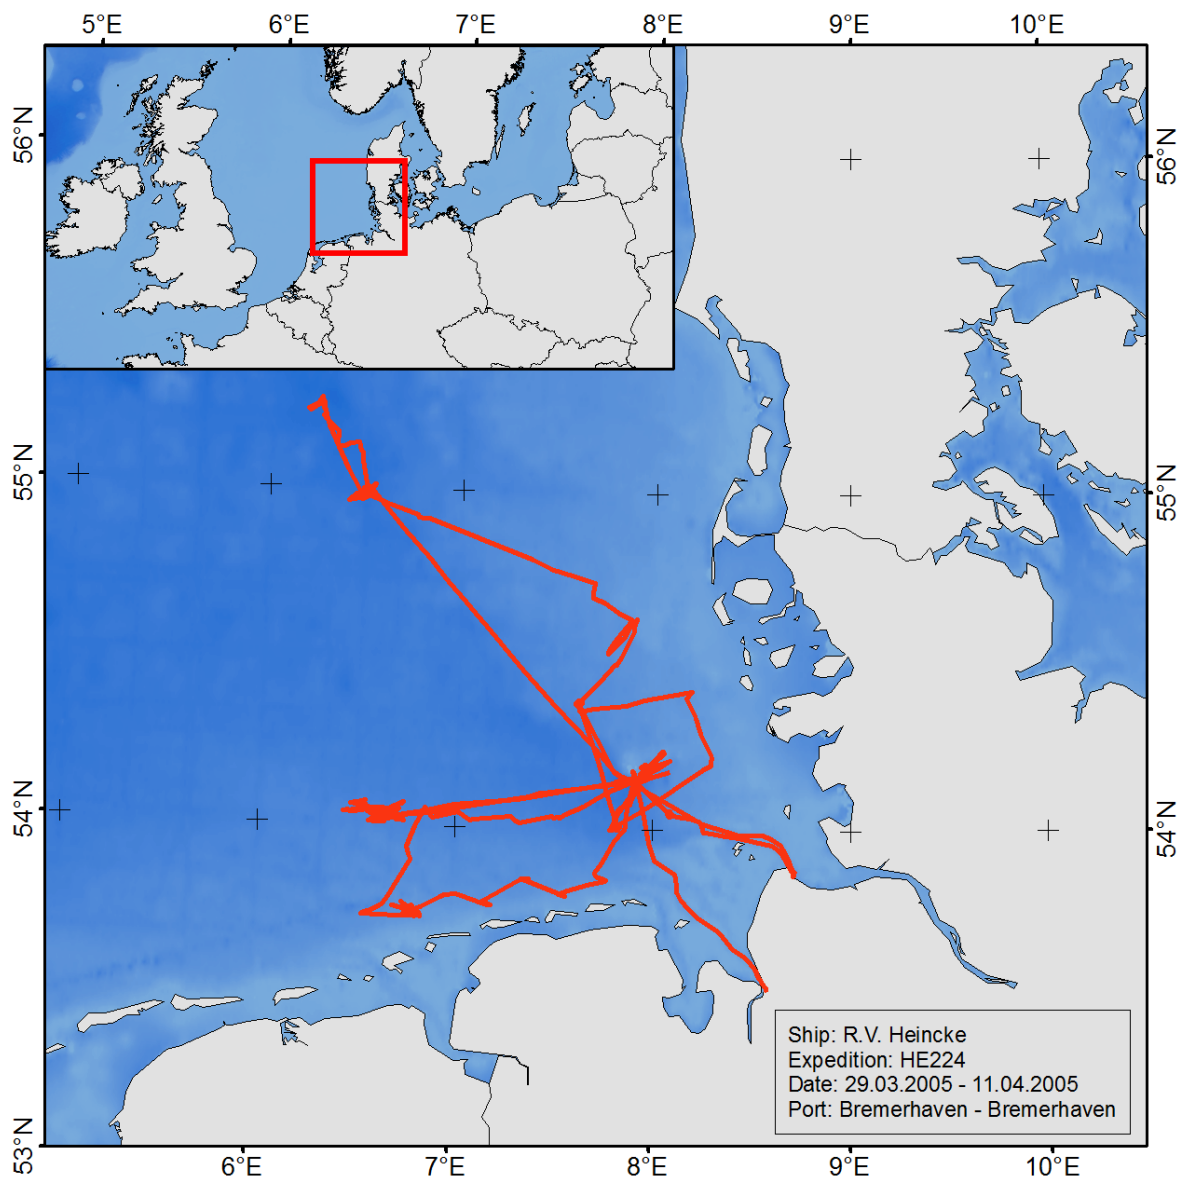 5°E 6°E 7°E 8°E 9°E 10°E
56°N 56°N
55°N 55°N
54°N 54°N
53°N
Ship: R.V. Heincke
Expedition: HE224
Date: 29.03.2005 - 11.04.2005
Port: Bremerhaven - Bremerhaven
6°E 7°E 8°E 9°E 10°E